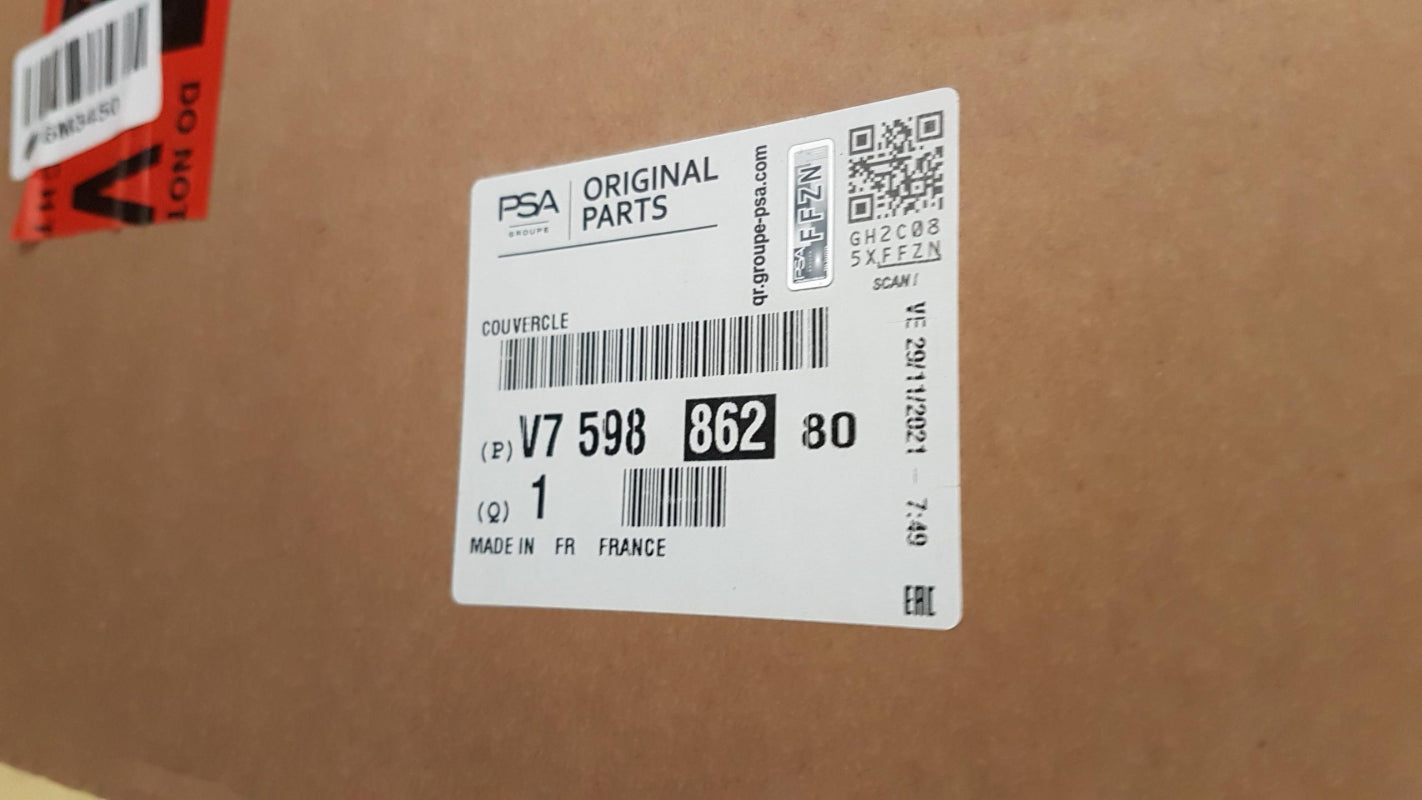 DO NOT
PSA
GROUPE
ORIGINAL
PARTS
qr.groupe-psa.com
PSA
FFZN
GH2C08
5XFFZN
SCAN!
COUVERCLE
(P) V7 598 862 80
(Q) 1
MADE IN FR FRANCE
VE 29/11/2021 - 7:49
EAC